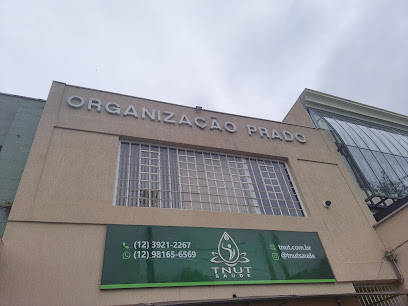 ORGANIZAÇÃO PRADO
(12) 3921-2267
(12) 98165-6569
TNUT
SAÚDE
tnut.com.br
@tnutsaude